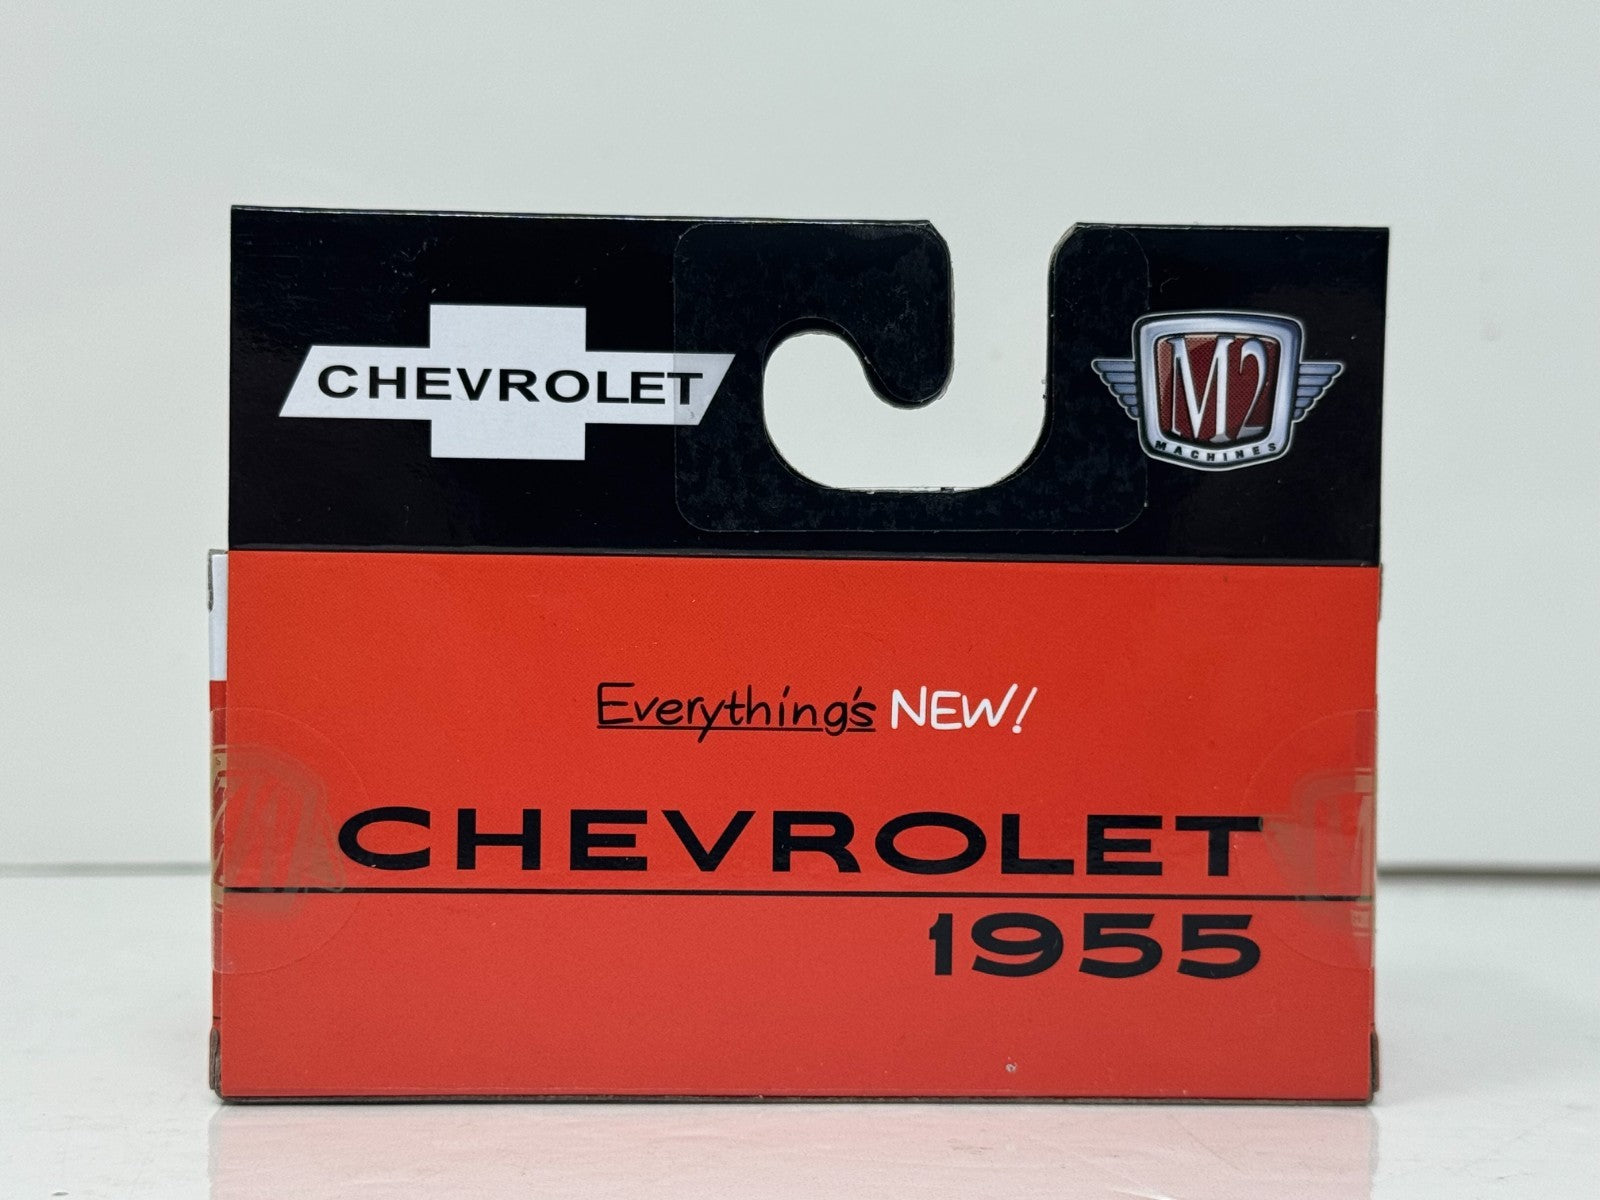 CHEVROLET
M2
MACHINES
Everything's NEW!
CHEVROLET
1955